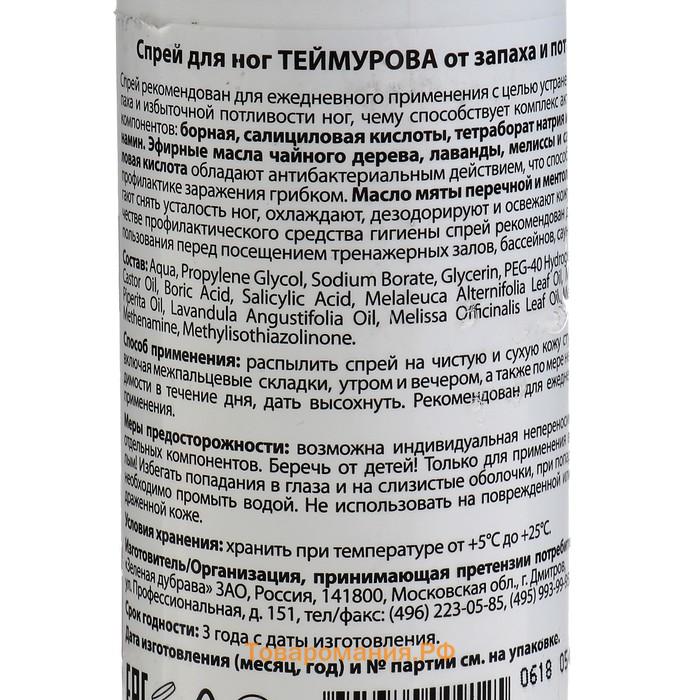 Спрей для ног ТЕЙМУРОВА от запаха и пот
Спрей рекомендован для ежедневного применения с целью устране
паха и избыточной потливости ног, чему способствует комплекс ак
компонентов: борная, салициловая кислоты, тетраборат натрия
намин. Эфирные масла чайного дерева, лаванды, мелиссы и с
ловая кислота обладают антибактериальным действием, что способ
профилактике заражения грибком. Масло мяты перечной и ментол
гают снять усталость ног, охлаждают, дезодорируют и освежают кож
честве профилактического средства гигиены спрей рекомендован д
пользования перед посещением тренажерных залов, бассейнов, саун
Состав: Aqua, Propylene Glycol, Sodium Borate, Glycerin, PEG-40 Hydrog
Castor Oil, Boric Acid, Salicylic Acid, Melaleuca Alternifolia Leaf Oil,
Piperita Oil, Lavandula Angustifolia Oil, Melissa Officinalis Leaf Oil,
Methenamine, Methylisothiazolinone.
Способ применения: распылить спрей на чистую и сухую кожу ст
включая межпальцевые складки, утром и вечером, а также по мере н
димости в течение дня, дать высохнуть. Рекомендован для ежедне
применения.
Меры предосторожности: возможна индивидуальная непереноси
отдельных компонентов. Беречь от детей! Только для применения в
лым! Избегать попадания в глаза и на слизистые оболочки, при попа
необходимо промыть водой. Не использовать на поврежденной или
драженной коже.
Условия хранения: хранить при температуре от +5°С до +25°С.
Изготовитель/Организация, принимающая претензии потребит
«Зеленая дубрава» ЗАО, Россия, 141800, Московская обл., г. Дмитров,
ул. Профессиональная, д. 151, тел/факс: (496) 223-05-85, (495) 993-99-
Срок годности: 3 года с даты изготовления.
Товаромания.РФ
Дата изготовления (месяц, год) и № партии см. на упаковке.
EAC
0618 05